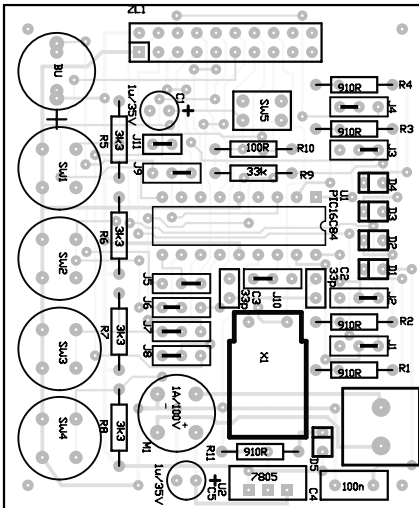 ZL1
BU
1u/35V
C1
+
SW5
910R
R4
J4
910R
R3
J3
+
R5
3k3
J11
100R
R10
J9
33k
R9
SW1
U1
PIC16C84
D4
D3
D2
D1
R6
3k3
SW2
J5
J6
J7
J8
33p
C3
J10
33p
C2
J2
910R
R2
J1
910R
R1
R7
3k3
SW3
X1
1A/100V
+
-
M1
R8
3k3
SW4
R11
910R
D5
1u/35V
+
C5
U2
7805
C4
100n